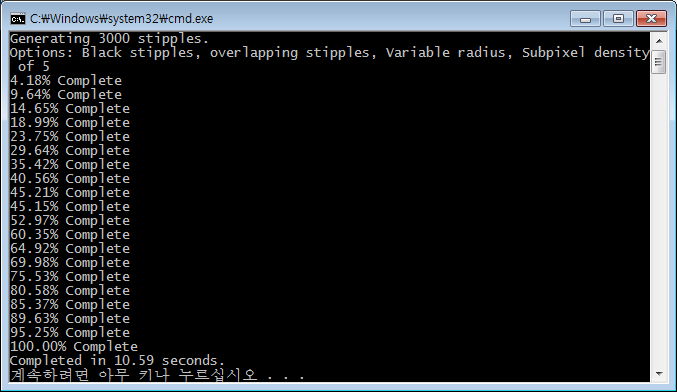 C:₩Windows₩system32₩cmd.exe
Generating 3000 stipples.
Options: Black stipples, overlapping stipples, Variable radius, Subpixel density
 of 5
4.18% Complete
9.64% Complete
14.65% Complete
18.99% Complete
23.75% Complete
29.64% Complete
35.42% Complete
40.56% Complete
45.21% Complete
45.15% Complete
52.97% Complete
60.35% Complete
64.92% Complete
69.98% Complete
75.53% Complete
80.58% Complete
85.37% Complete
89.63% Complete
95.25% Complete
100.00% Complete
Completed in 10.59 seconds.
계속하려면 아무 키나 누르십시오 . . .